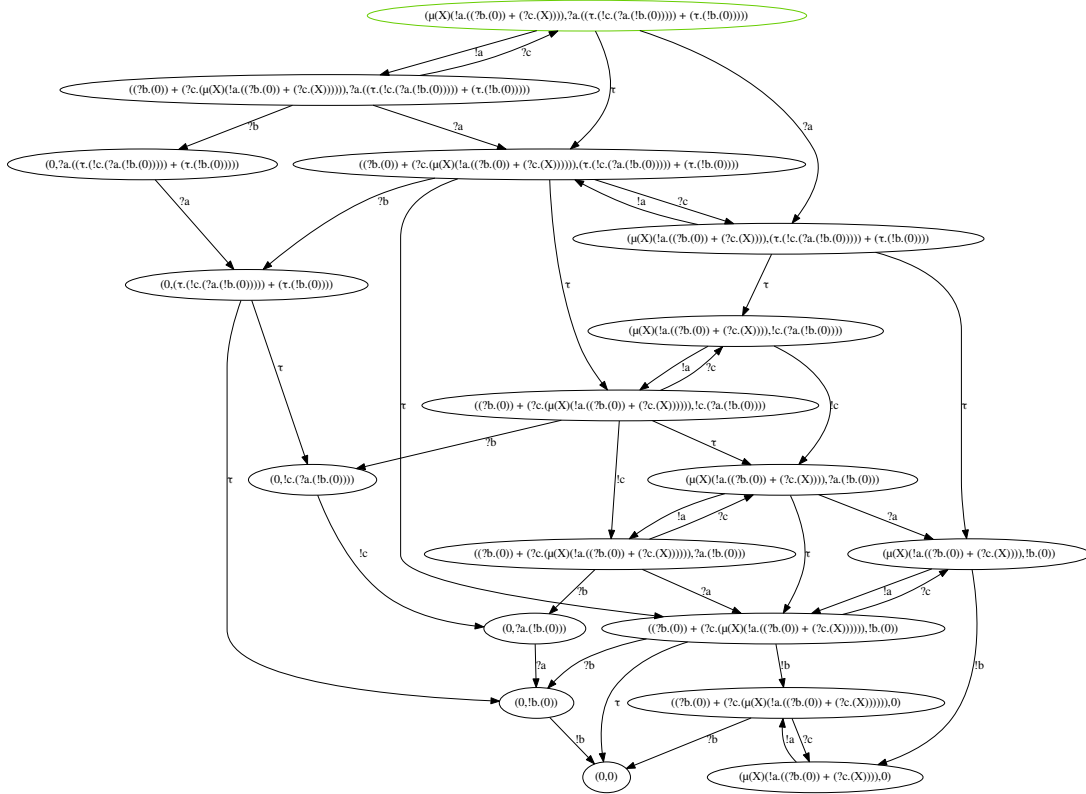 (μ(X)(!a.((?b.(0)) + (?c.(X)))),?a.((τ.(!c.(?a.(!b.(0))))) + (τ.(!b.(0)))))
!a
?c
((?b.(0)) + (?c.(μ(X)(!a.((?b.(0)) + (?c.(X)))))),?a.((τ.(!c.(?a.(!b.(0))))) + (τ.(!b.(0)))))
τ
?b
?a
?a
(0,?a.((τ.(!c.(?a.(!b.(0))))) + (τ.(!b.(0)))))
((?b.(0)) + (?c.(μ(X)(!a.((?b.(0)) + (?c.(X)))))),(τ.(!c.(?a.(!b.(0))))) + (τ.(!b.(0))))
?a
?b
!a
?c
(μ(X)(!a.((?b.(0)) + (?c.(X)))),(τ.(!c.(?a.(!b.(0))))) + (τ.(!b.(0))))
(0,(τ.(!c.(?a.(!b.(0))))) + (τ.(!b.(0))))
τ
τ
(μ(X)(!a.((?b.(0)) + (?c.(X)))),!c.(?a.(!b.(0))))
τ
!a
?c
((?b.(0)) + (?c.(μ(X)(!a.((?b.(0)) + (?c.(X)))))),!c.(?a.(!b.(0))))
τ
!c
τ
?b
τ
(0,!c.(?a.(!b.(0))))
τ
!c
(μ(X)(!a.((?b.(0)) + (?c.(X)))),?a.(!b.(0)))
!a
?c
?a
!c
((?b.(0)) + (?c.(μ(X)(!a.((?b.(0)) + (?c.(X)))))),?a.(!b.(0)))
τ
(μ(X)(!a.((?b.(0)) + (?c.(X)))),!b.(0))
?b
?a
!a
?c
(0,?a.(!b.(0)))
((?b.(0)) + (?c.(μ(X)(!a.((?b.(0)) + (?c.(X)))))),!b.(0))
?a
?b
!b
!b
(0,!b.(0))
τ
((?b.(0)) + (?c.(μ(X)(!a.((?b.(0)) + (?c.(X)))))),0)
!b
?b
!a
?c
(0,0)
(μ(X)(!a.((?b.(0)) + (?c.(X)))),0)